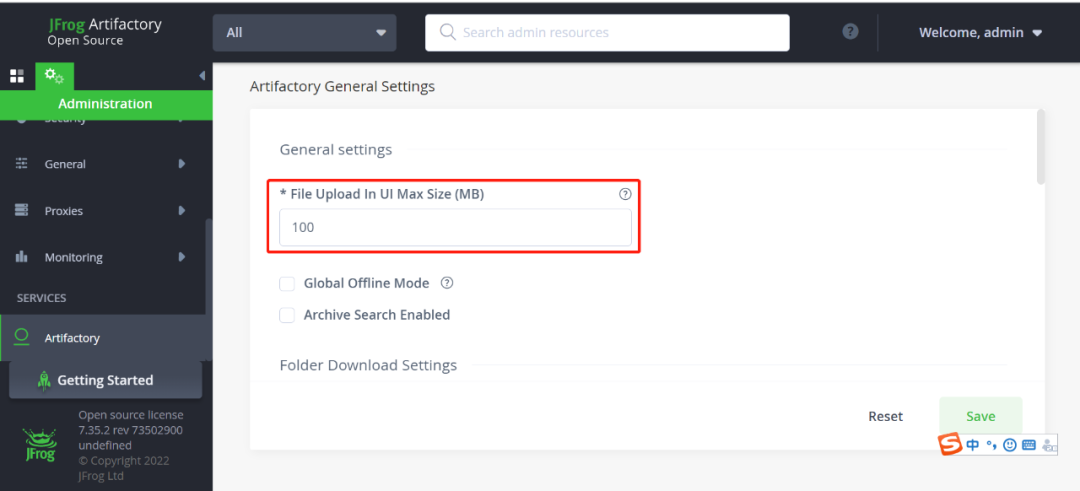 JFrog Artifactory
Open Source
All
Search admin resources
Welcome, admin
Administration
Security
General
Proxies
Monitoring
SERVICES
Artifactory
Getting Started
Open source license
7.35.2 rev 73502900
undefined
© Copyright 2022
JFrog Ltd
JFrog
Artifactory General Settings
General settings
* File Upload In UI Max Size (MB)
100
Global Offline Mode
Archive Search Enabled
Folder Download Settings
Reset
Save
中